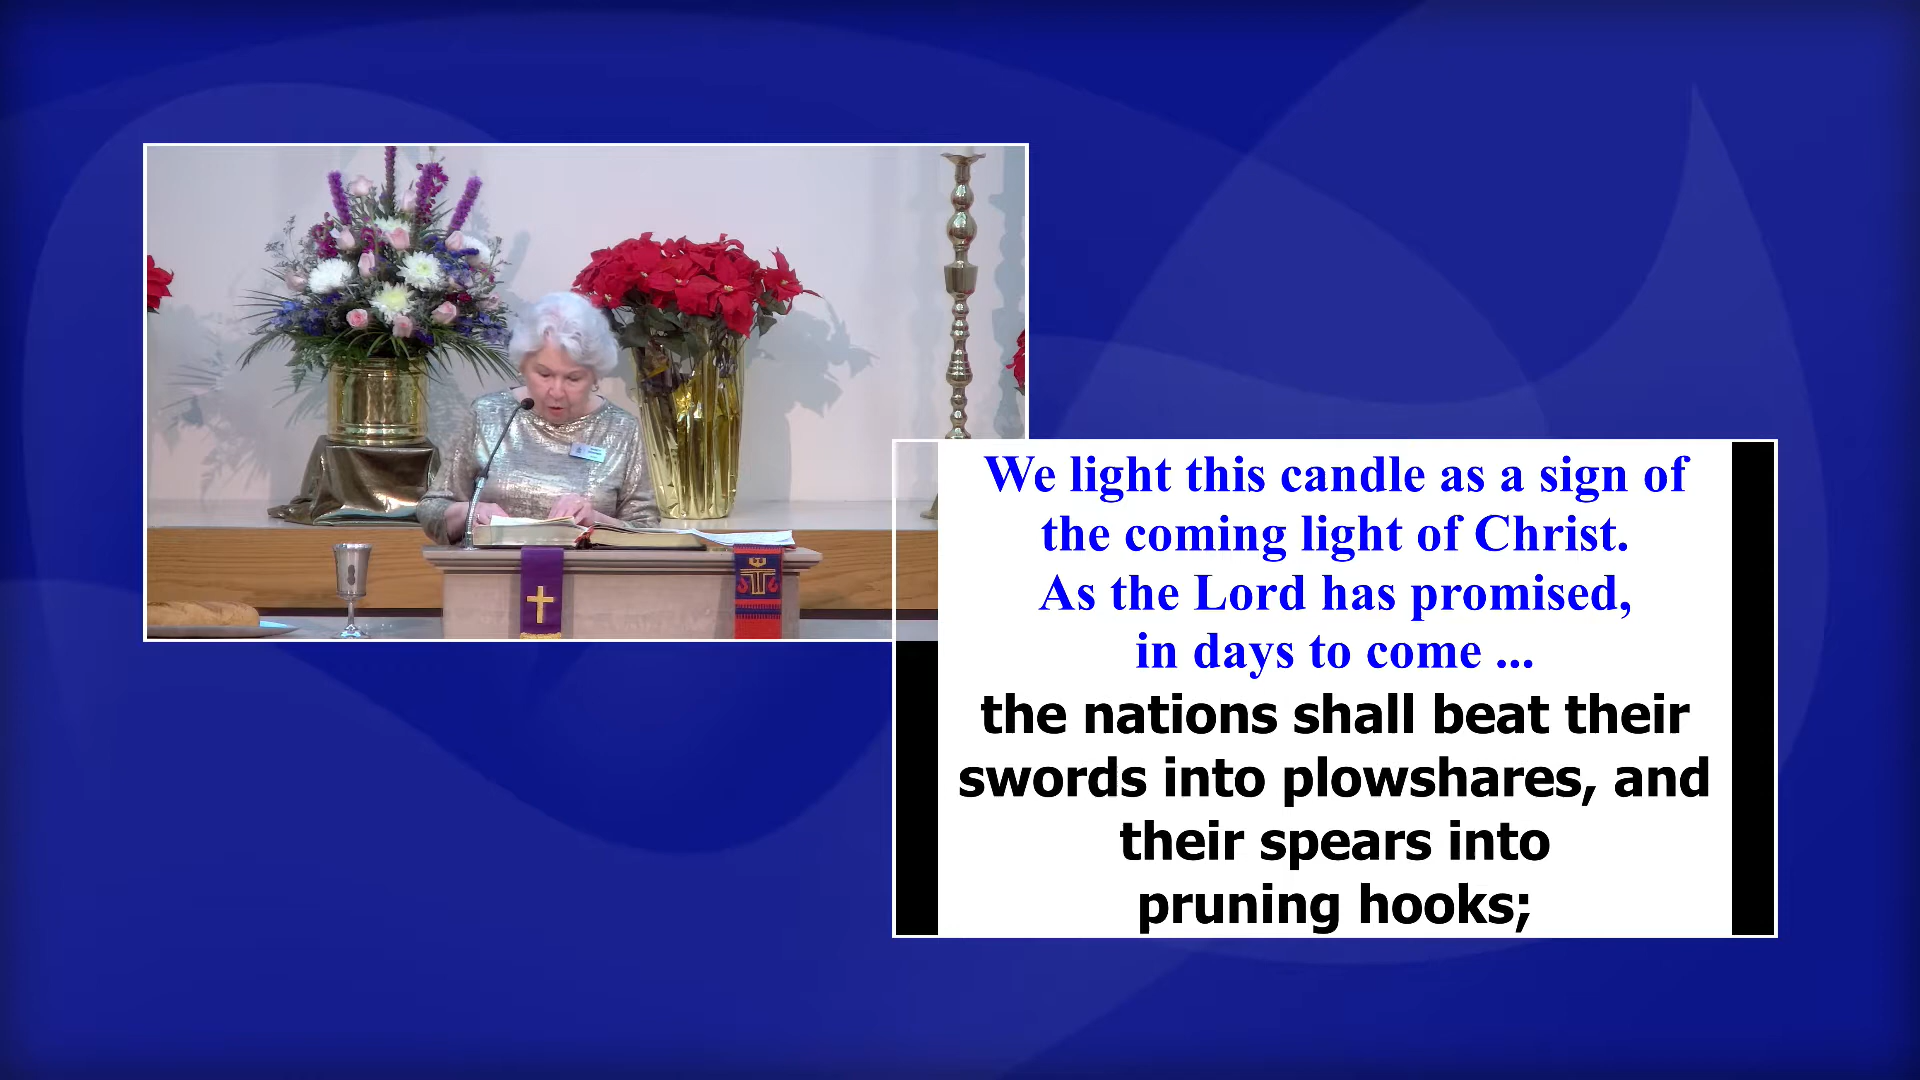 We light this candle as a sign of
the coming light of Christ.
As the Lord has promised,
in days to come ...
the nations shall beat their
swords into plowshares, and
their spears into
pruning hooks;